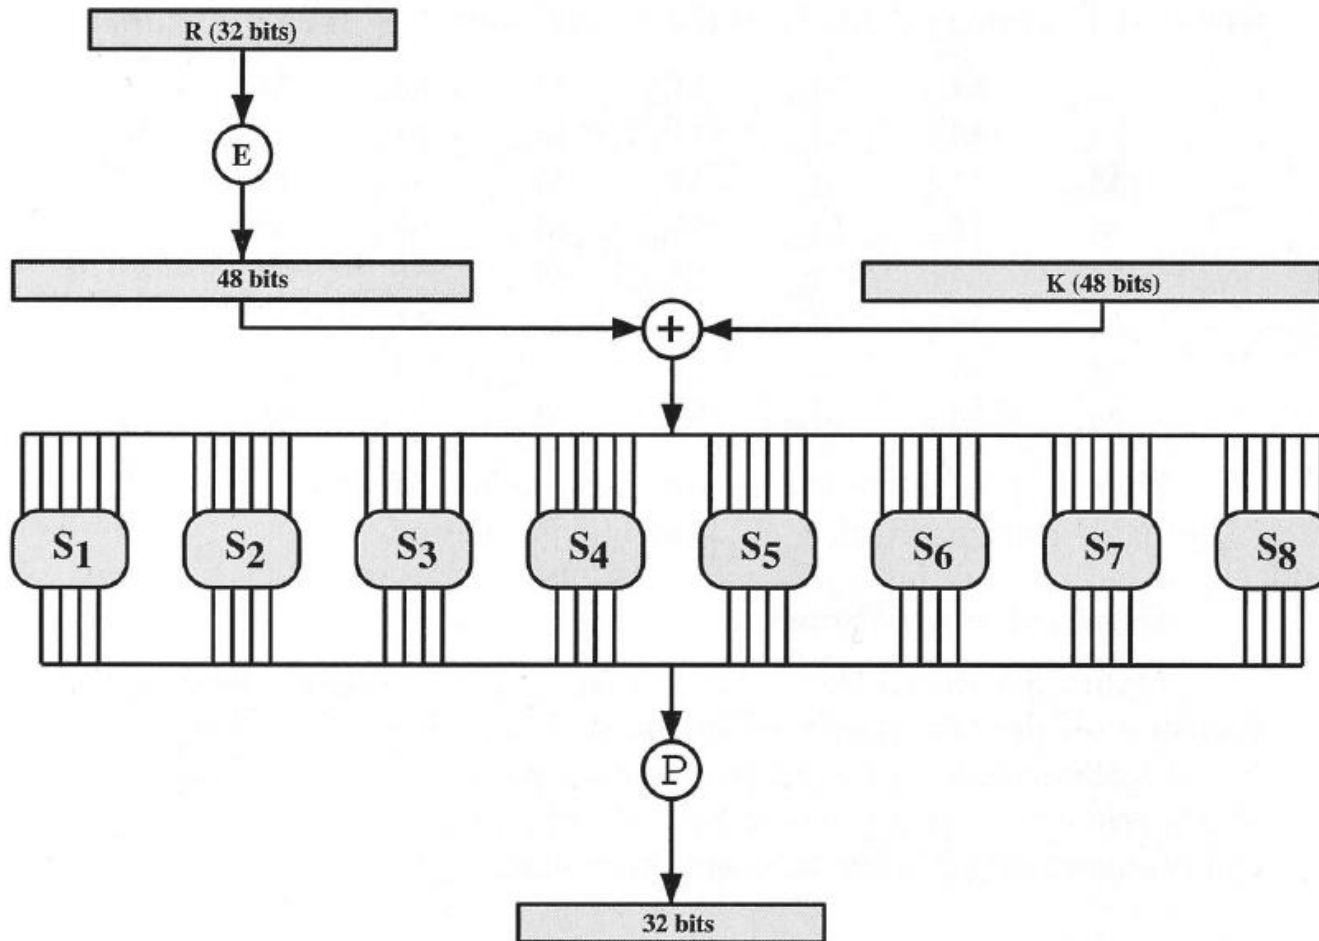 R (32 bits)
E
48 bits
K (48 bits)
+
S1 S2 S3 S4 S5 S6 S7 S8
P
32 bits